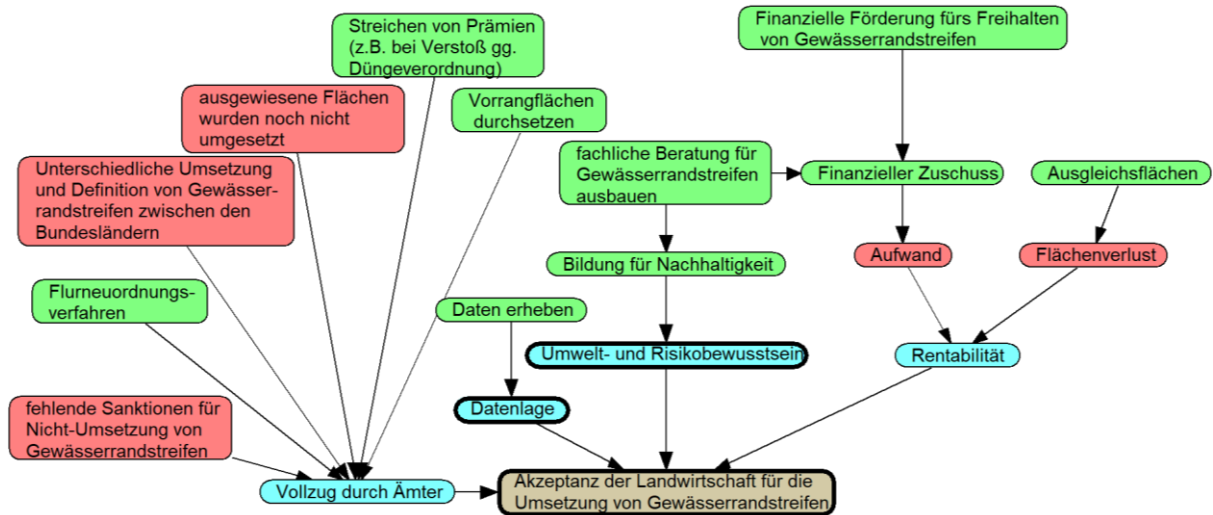 Streichen von Prämien
(z.B. bei Verstoß gg.
Düngeverordnung)
Finanzielle Förderung fürs Freihalten
von Gewässerrandstreifen
ausgewiesene Flächen
wurden noch nicht
umgesetzt
Vorrangflächen
durchsetzen
Unterschiedliche Umsetzung
und Definition von Gewässer-
randstreifen zwischen den
Bundesländern
fachliche Beratung für
Gewässerrandstreifen
ausbauen
Finanzieller Zuschuss
Ausgleichsflächen
Aufwand
Flächenverlust
Bildung für Nachhaltigkeit
Flurneuordnungs-
verfahren
Daten erheben
Umwelt- und Risikobewusstsein
Rentabilität
fehlende Sanktionen für
Nicht-Umsetzung von
Gewässerrandstreifen
Datenlage
Vollzug durch Ämter
Akzeptanz der Landwirtschaft für die
Umsetzung von Gewässerrandstreifen